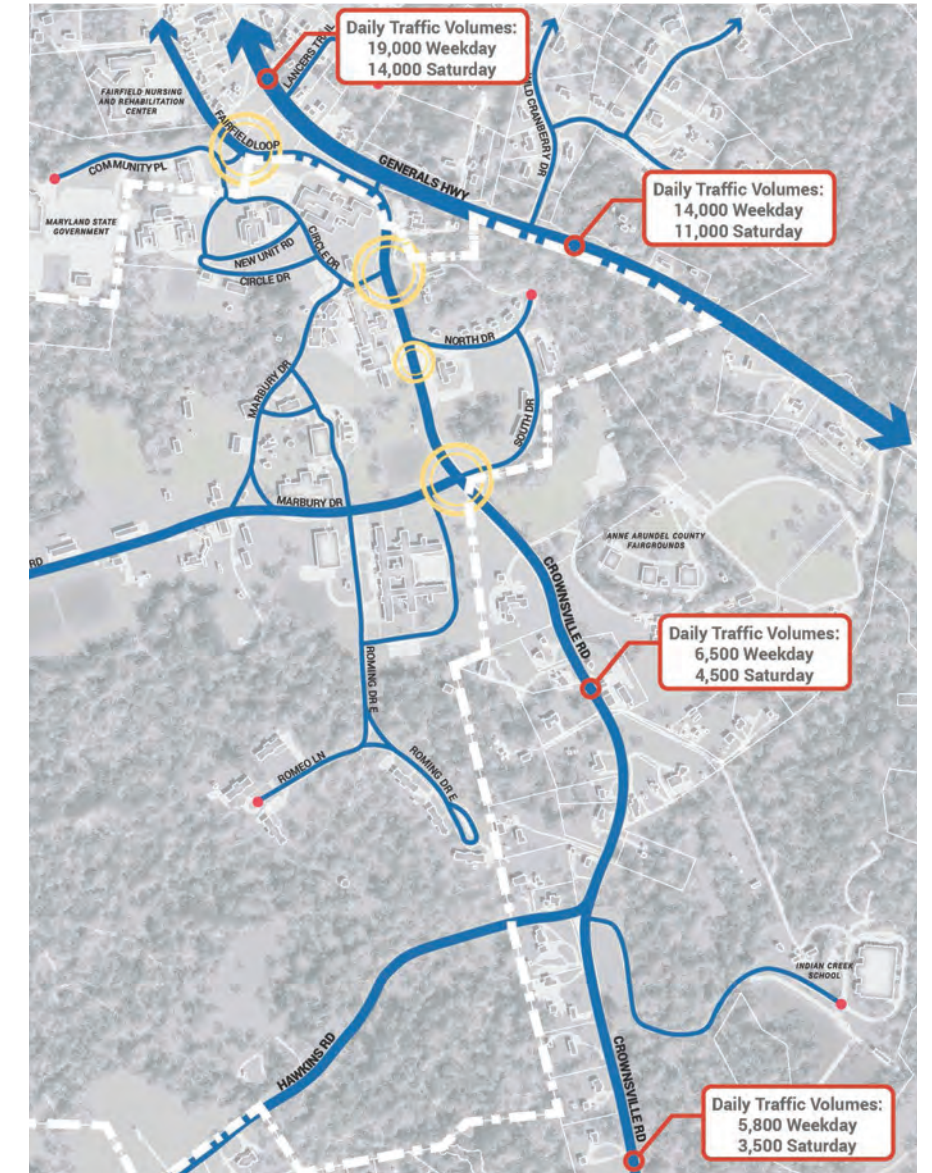 Daily Traffic Volumes:
19,000 Weekday
14,000 Saturday
LANCERS TRAIL
FAIRFIELD NURSING
AND REHABILITATION
CENTER
FAIRFIELD LOOP
COMMUNITY PL
GENERALS HWY
WILD CRANBERRY DR
Daily Traffic Volumes:
14,000 Weekday
11,000 Saturday
MARYLAND STATE
GOVERNMENT
NEW UNIT RD
CIRCLE DR
CIRCLE DR
NORTH DR
MARBURY DR
SOUTH DR
MARBURY DR
RD
ANNE ARUNDEL COUNTY
FAIRGROUNDS
CROWNSVILLE RD
Daily Traffic Volumes:
6,500 Weekday
4,500 Saturday
ROMING DR E
ROMEO LN
ROMING DR E
INDIAN CREEK
SCHOOL
HAWKINS RD
CROWNSVILLE RD
Daily Traffic Volumes:
5,800 Weekday
3,500 Saturday